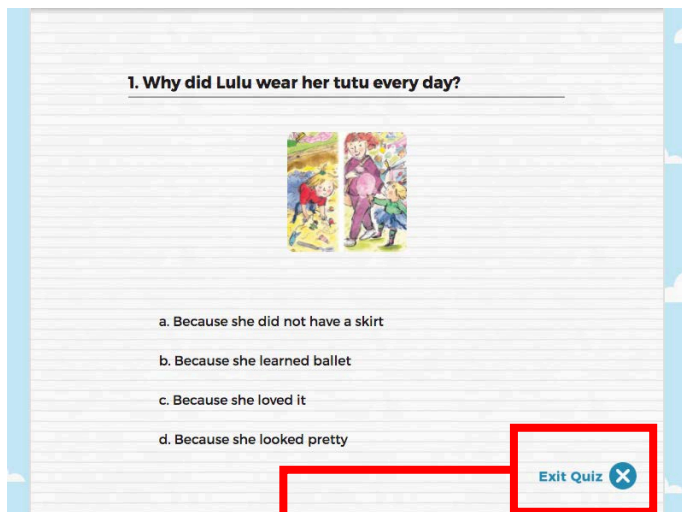 1. Why did Lulu wear her tutu every day?
a. Because she did not have a skirt
b. Because she learned ballet
c. Because she loved it
d. Because she looked pretty
Exit Quiz